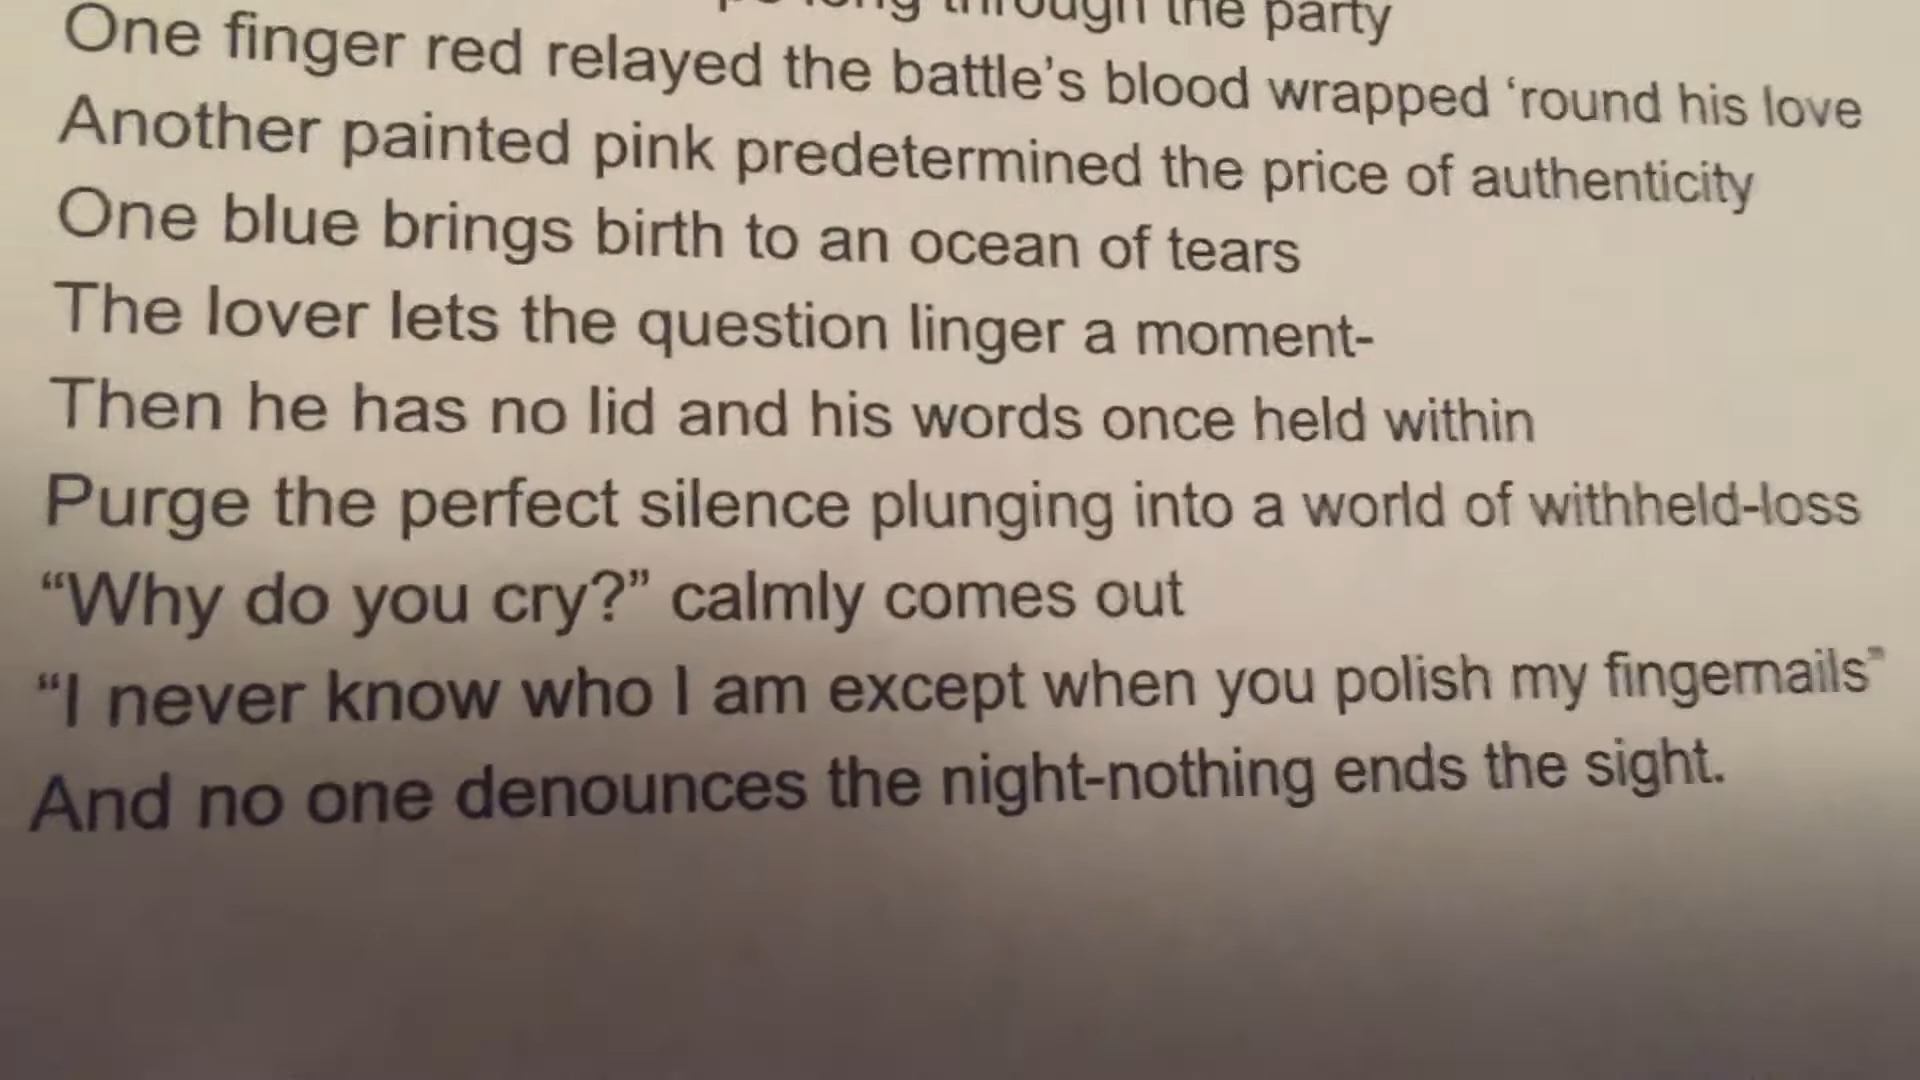 through the party
One finger red relayed the battle's blood wrapped ‘round his love
Another painted pink predetermined the price of authenticity
One blue brings birth to an ocean of tears
The lover lets the question linger a moment-
Then he has no lid and his words once held within
Purge the perfect silence plunging into a world of withheld-loss
“Why do you cry?” calmly comes out
“I never know who I am except when you polish my fingernails”
And no one denounces the night-nothing ends the sight.